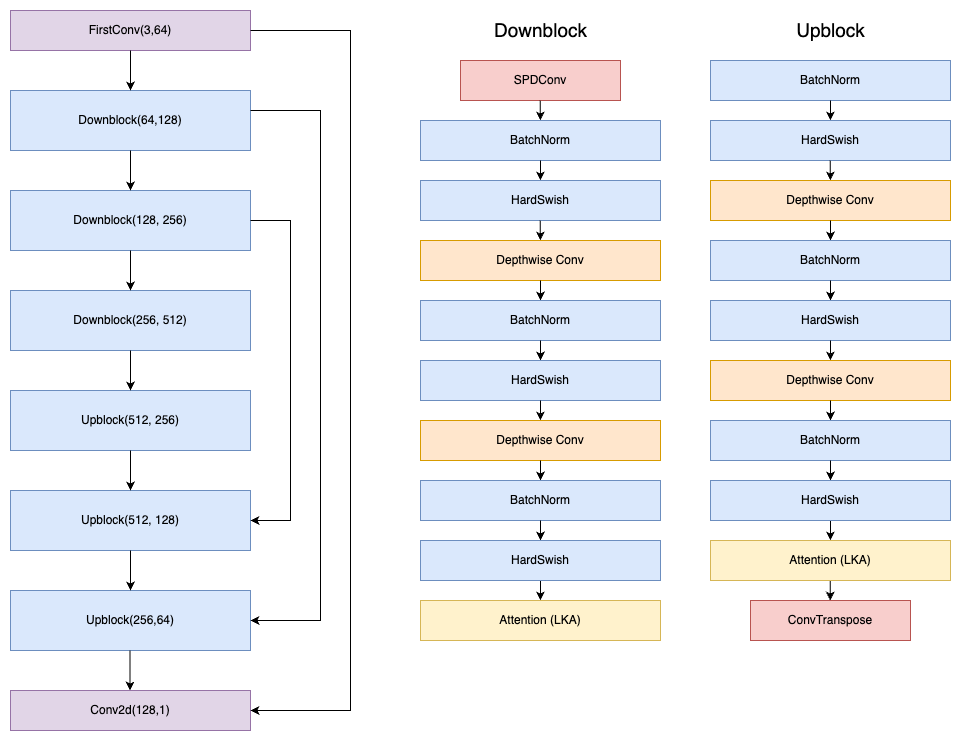 FirstConv(3,64)
Downblock(64,128)
Downblock(128, 256)
Downblock(256, 512)
Upblock(512, 256)
Upblock(512, 128)
Upblock(256,64)
Conv2d(128,1)
Downblock
SPDConv
BatchNorm
HardSwish
Depthwise Conv
BatchNorm
HardSwish
Depthwise Conv
BatchNorm
HardSwish
Attention (LKA)
Upblock
BatchNorm
HardSwish
Depthwise Conv
BatchNorm
HardSwish
Depthwise Conv
BatchNorm
HardSwish
Attention (LKA)
ConvTranspose